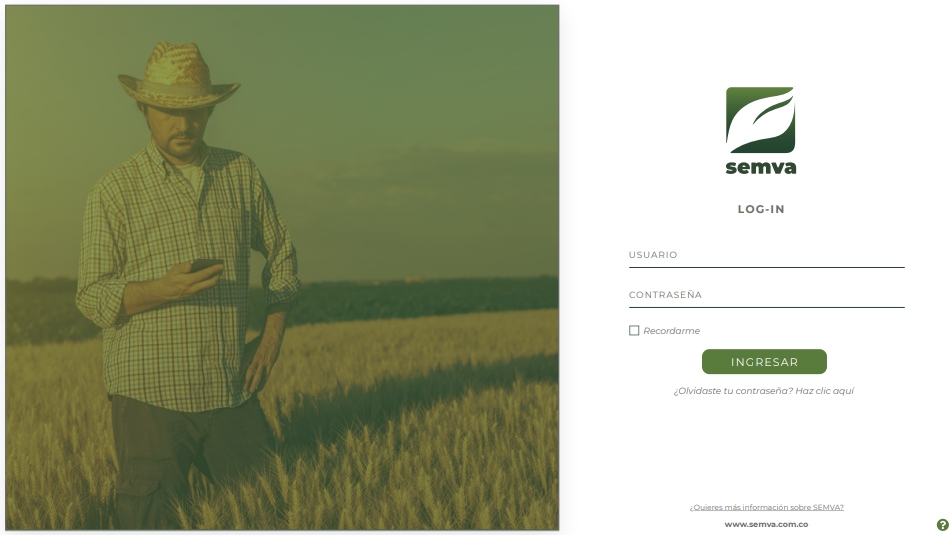 semva
LOG-IN
USUARIO
CONTRASEÑA
Recordarme
INGRESAR
¿Olvidaste tu contraseña? Haz clic aquí
¿Quieres más información sobre SEMVA?
www.semva.com.co
?